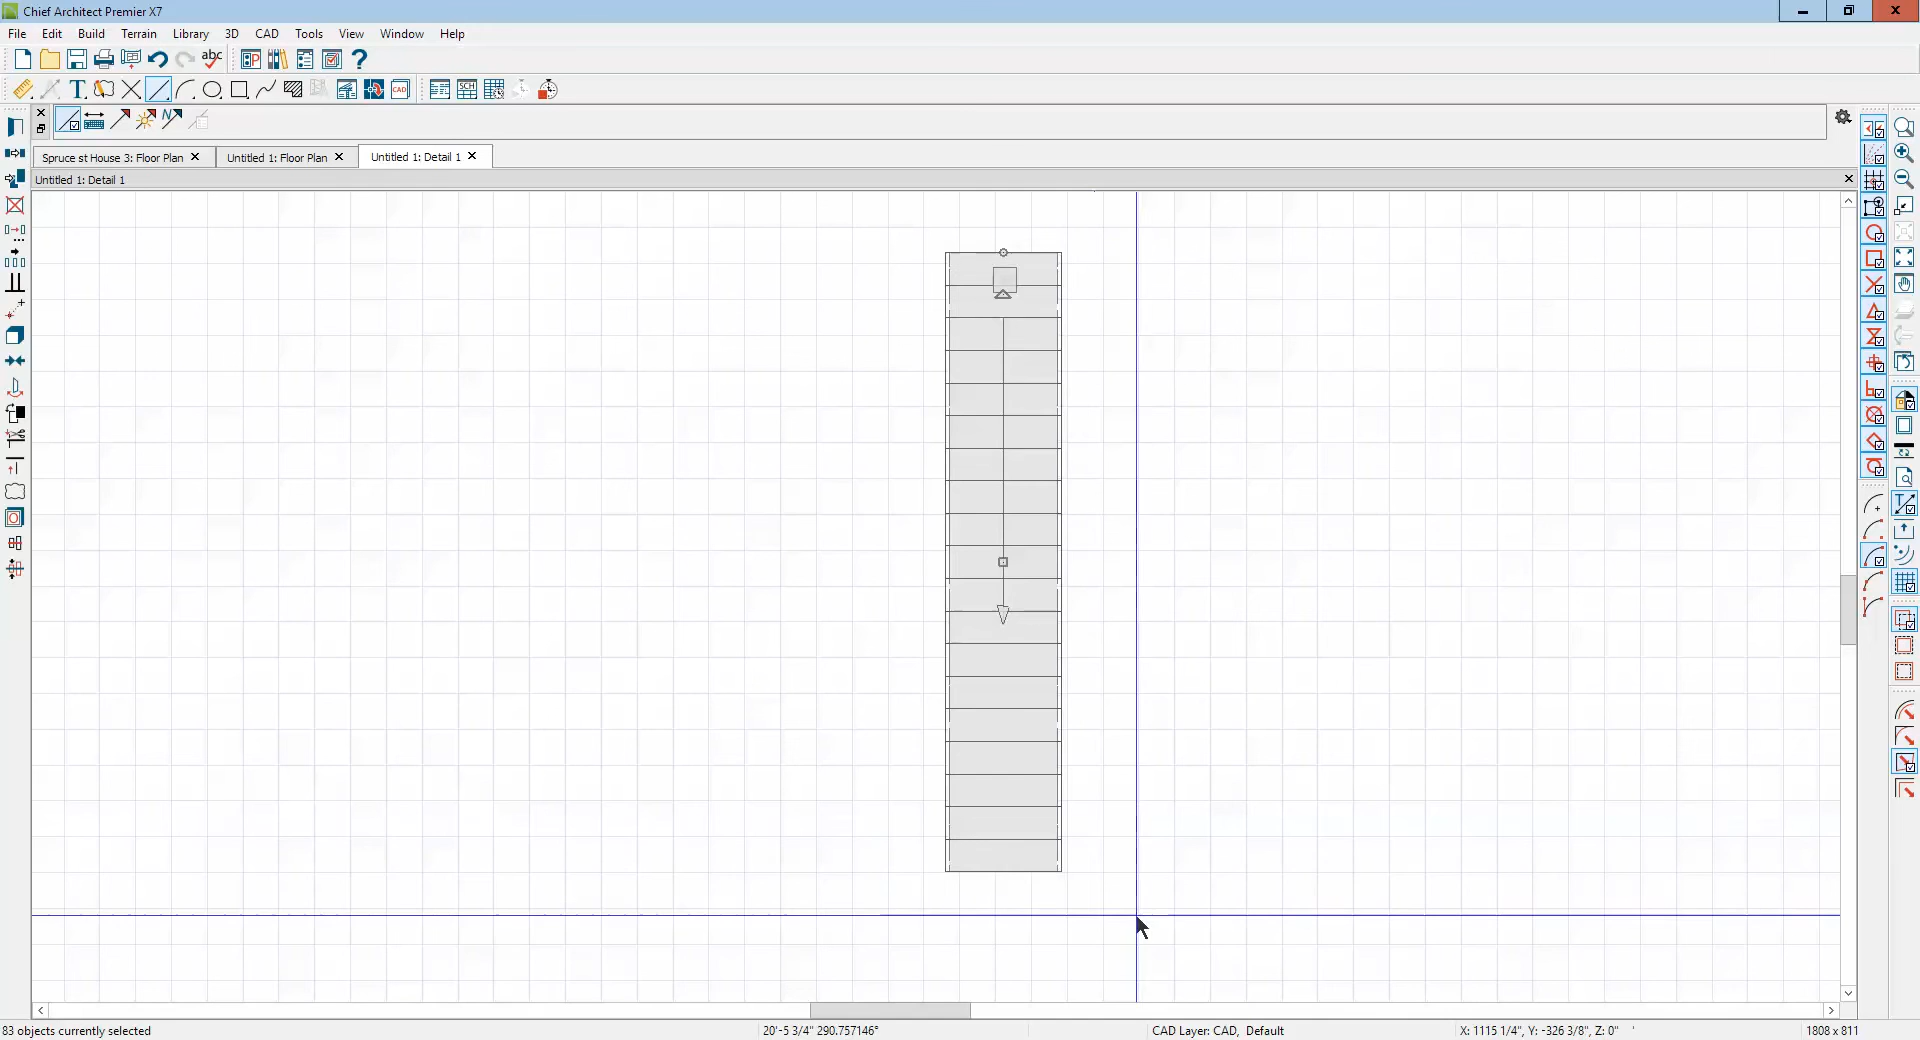 Chief Architect Premier X7
File Edit Build Terrain Library 3D CAD Tools View Window Help
abc
P
T CAD SCH
N
Spruce st House 3: Floor Plan Untitled 1: Floor Plan Untitled 1: Detail 1
Untitled 1: Detail 1
83 objects currently selected 20'-5 3/4" 290.757146° CAD Layer: CAD, Default X: 1115 1/4", Y: -326 3/8", Z: 0" ' 1808 x 811